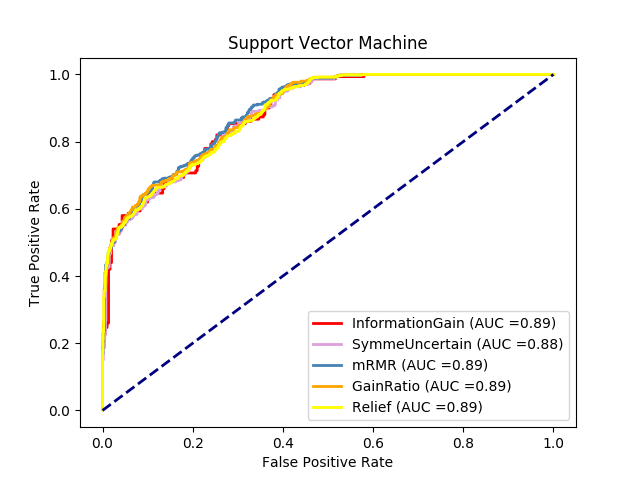 Support Vector Machine
True Positive Rate
1.0
0.8
0.6
0.4
0.2
0.0
InformationGain (AUC =0.89)
SymmeUncertain (AUC =0.88)
mRMR (AUC =0.89)
GainRatio (AUC =0.89)
Relief (AUC =0.89)
0.0 0.2 0.4 0.6 0.8 1.0
False Positive Rate